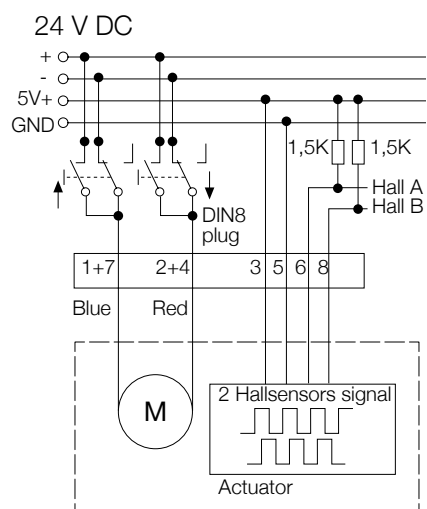 24 V DC
+
-
5V+
GND
1,5K 1,5K
Hall A
Hall B
DIN8
plug
1+7 2+4 3 5 6 8
Blue Red
M
2 Hallsensors signal
Actuator